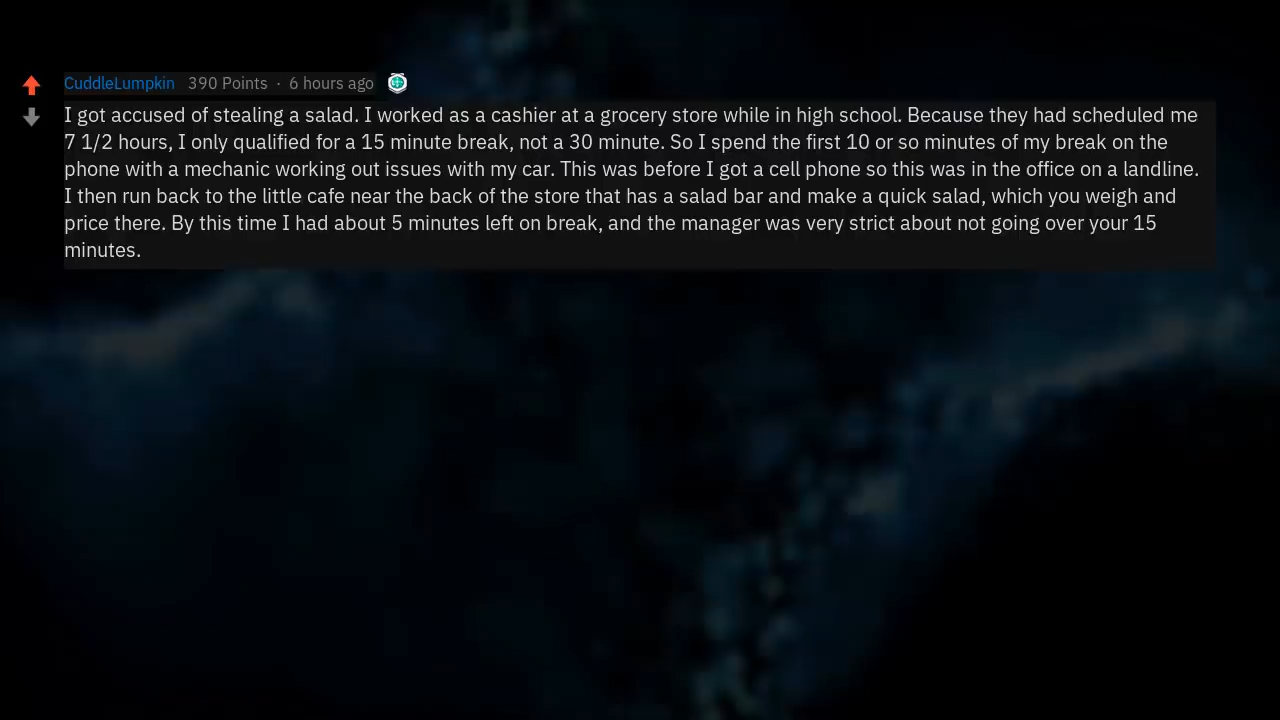 CuddleLumpkin 390 Points · 6 hours ago
I got accused of stealing a salad. I worked as a cashier at a grocery store while in high school. Because they had scheduled me
7 1/2 hours, I only qualified for a 15 minute break, not a 30 minute. So I spend the first 10 or so minutes of my break on the
phone with a mechanic working out issues with my car. This was before I got a cell phone so this was in the office on a landline.
I then run back to the little cafe near the back of the store that has a salad bar and make a quick salad, which you weigh and
price there. By this time I had about 5 minutes left on break, and the manager was very strict about not going over your 15
minutes.